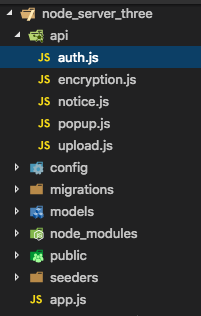 node_server_three
api
JS auth.js
JS encryption.js
JS notice.js
JS popup.js
JS upload.js
config
migrations
models
node_modules
public
seeders
JS app.js